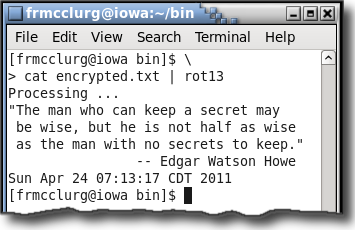 frmcclurg@iowa:~/bin
File Edit View Search Terminal Help
[frmcclurg@iowa bin]$ \
> cat encrypted.txt | rot13
Processing ...
"The man who can keep a secret may
be wise, but he is not half as wise
as the man with no secrets to keep."
-- Edgar Watson Howe
Sun Apr 24 07:13:17 CDT 2011
[frmcclurg@iowa bin]$